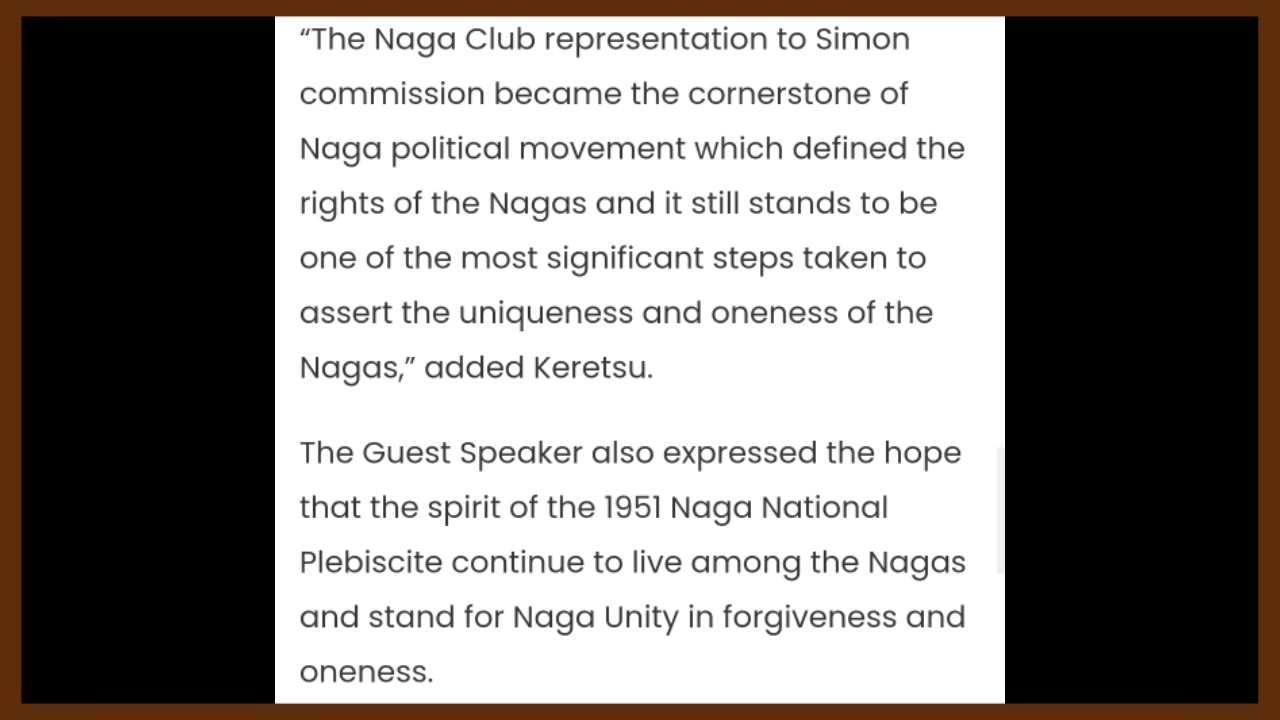 “The Naga Club representation to Simon
commission became the cornerstone of
Naga political movement which defined the
rights of the Nagas and it still stands to be
one of the most significant steps taken to
assert the uniqueness and oneness of the
Nagas,” added Keretsu.
The Guest Speaker also expressed the hope
that the spirit of the 1951 Naga National
Plebiscite continue to live among the Nagas
and stand for Naga Unity in forgiveness and
oneness.